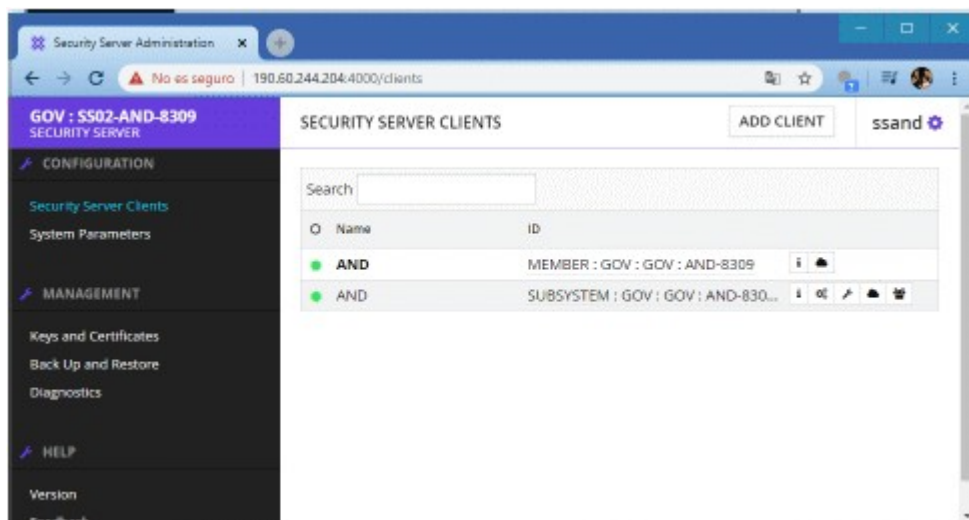 Security Server Administration
No es seguro | 190.60.244.204:4000/clients
GOV : SS02-AND-8309
SECURITY SERVER
SECURITY SERVER CLIENTS
ADD CLIENT
ssand
CONFIGURATION
Security Server Clients
System Parameters
Search
Name ID
AND MEMBER : GOV : GOV : AND-8309
AND SUBSYSTEM : GOV : GOV : AND-830...
MANAGEMENT
Keys and Certificates
Back Up and Restore
Diagnostics
HELP
Version